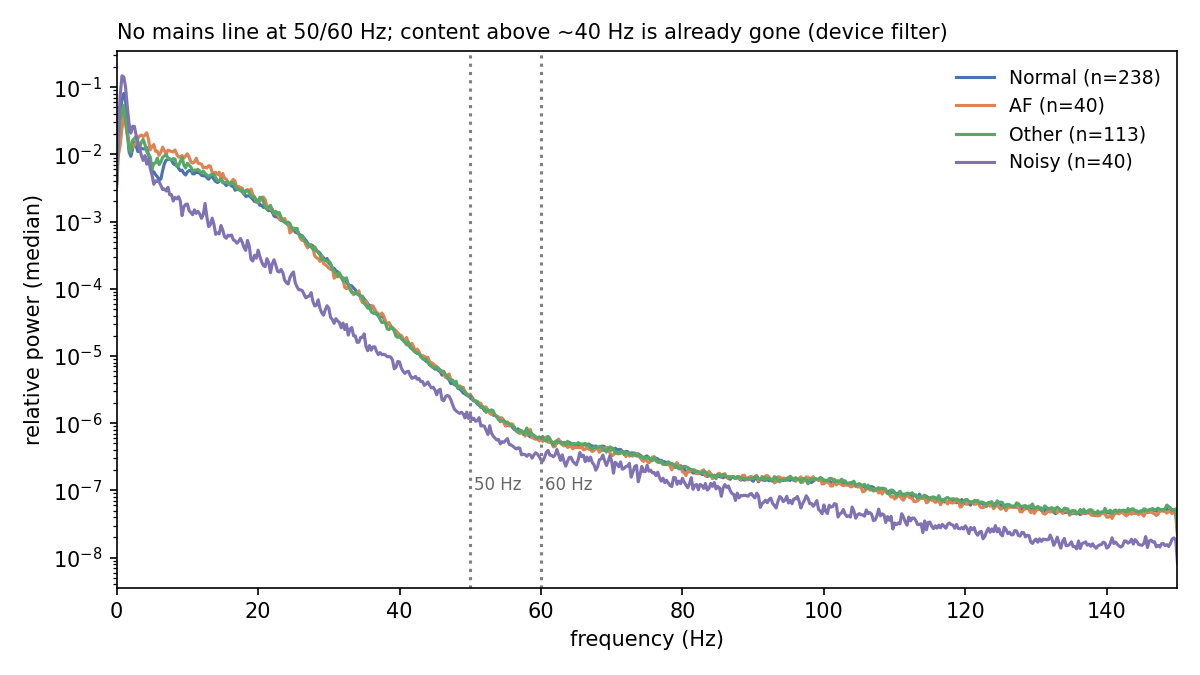 No mains line at 50/60 Hz; content above ~40 Hz is already gone (device filter)
relative power (median)
10⁻¹
10⁻²
10⁻³
10⁻⁴
10⁻⁵
10⁻⁶
10⁻⁷
10⁻⁸
Normal (n=238)
AF (n=40)
Other (n=113)
Noisy (n=40)
50 Hz
60 Hz
0
20
40
60
80
100
120
140
frequency (Hz)